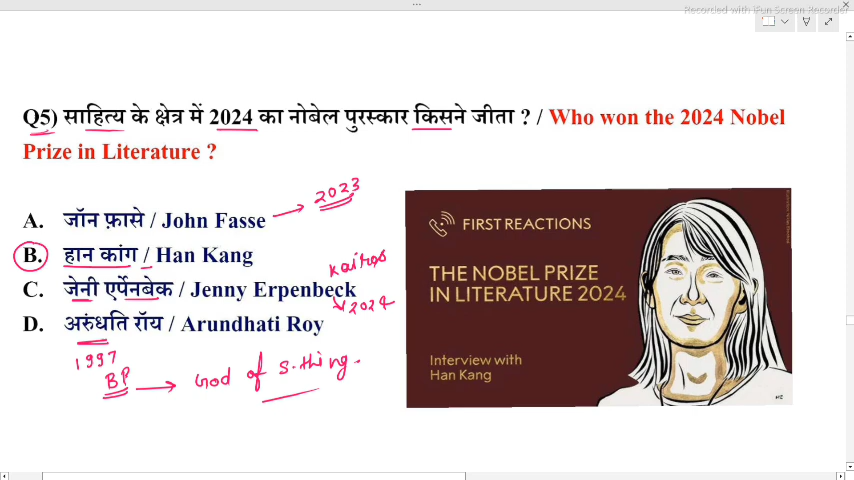 Recorded with iFun Screen Recorder
Q5) साहित्य के क्षेत्र में 2024 का नोबेल पुरस्कार किसने जीता ? / Who won the 2024 Nobel
Prize in Literature ?
A. जॉन फ़ासे / John Fasse → 2023
B. हान कांग / Han Kang
Kairos
C. जेनी एर्पेनबेक / Jenny Erpenbeck
→ 2024
D. अरुंधति रॉय / Arundhati Roy
1997
BP → God of S.thing.
FIRST REACTIONS
THE NOBEL PRIZE
IN LITERATURE 2024
Interview with
Han Kang